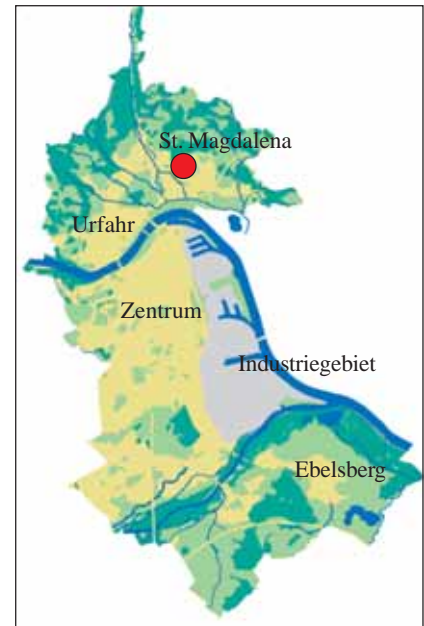 St. Magdalena
Urfahr
Zentrum
Industriegebiet
Ebelsberg